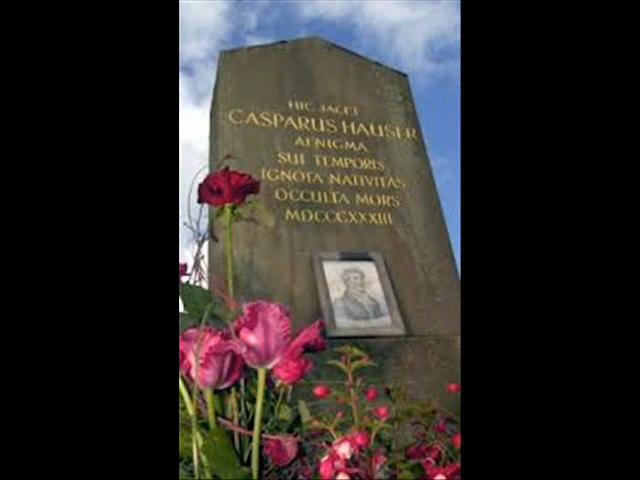 HIC JACET
CASPARUS HAUSER
AENIGMA
SUI TEMPORIS
IGNOTA NATIVITAS
OCCULTA MORS
MDCCCXXXIII